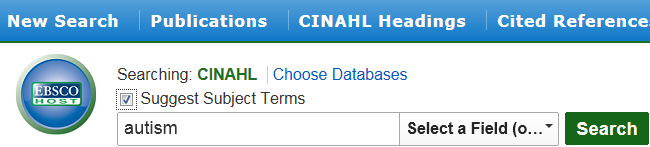 New Search Publications CINAHL Headings Cited Reference
Searching: CINAHL Choose Databases
Suggest Subject Terms
EBSCO
HOST
autism Select a Field (o... Search